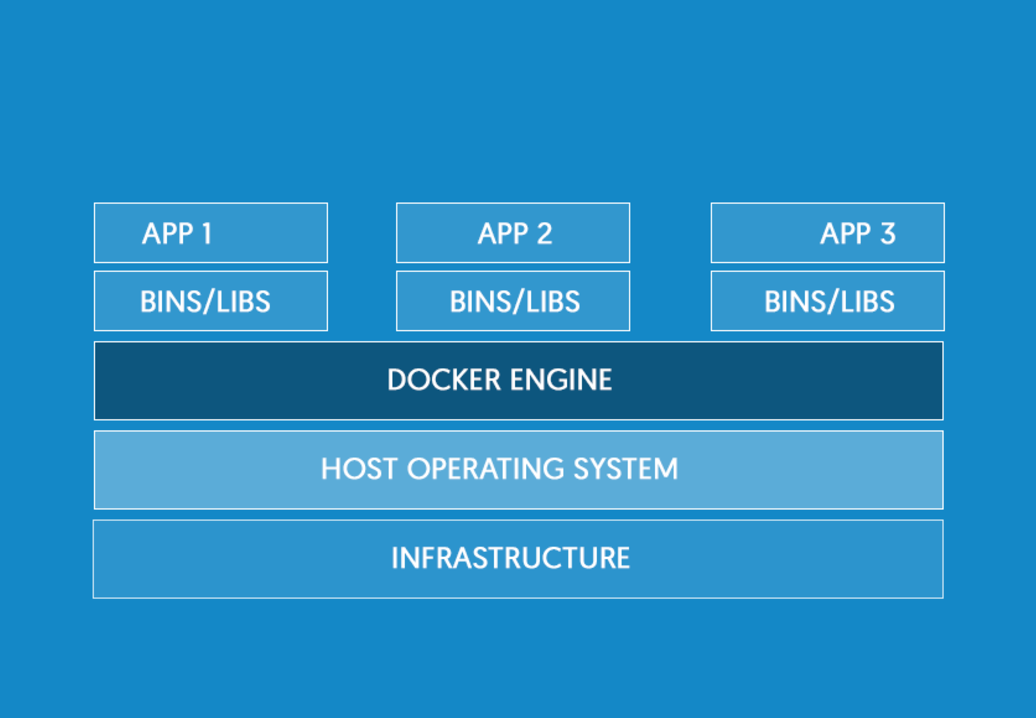 APP 1
APP 2
APP 3
BINS/LIBS
BINS/LIBS
BINS/LIBS
DOCKER ENGINE
HOST OPERATING SYSTEM
INFRASTRUCTURE